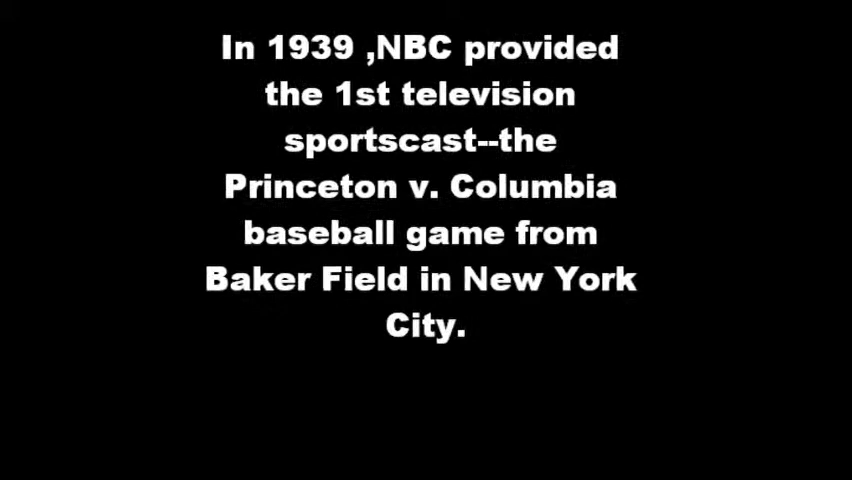 In 1939 ,NBC provided
the 1st television
sportscast--the
Princeton v. Columbia
baseball game from
Baker Field in New York
City.